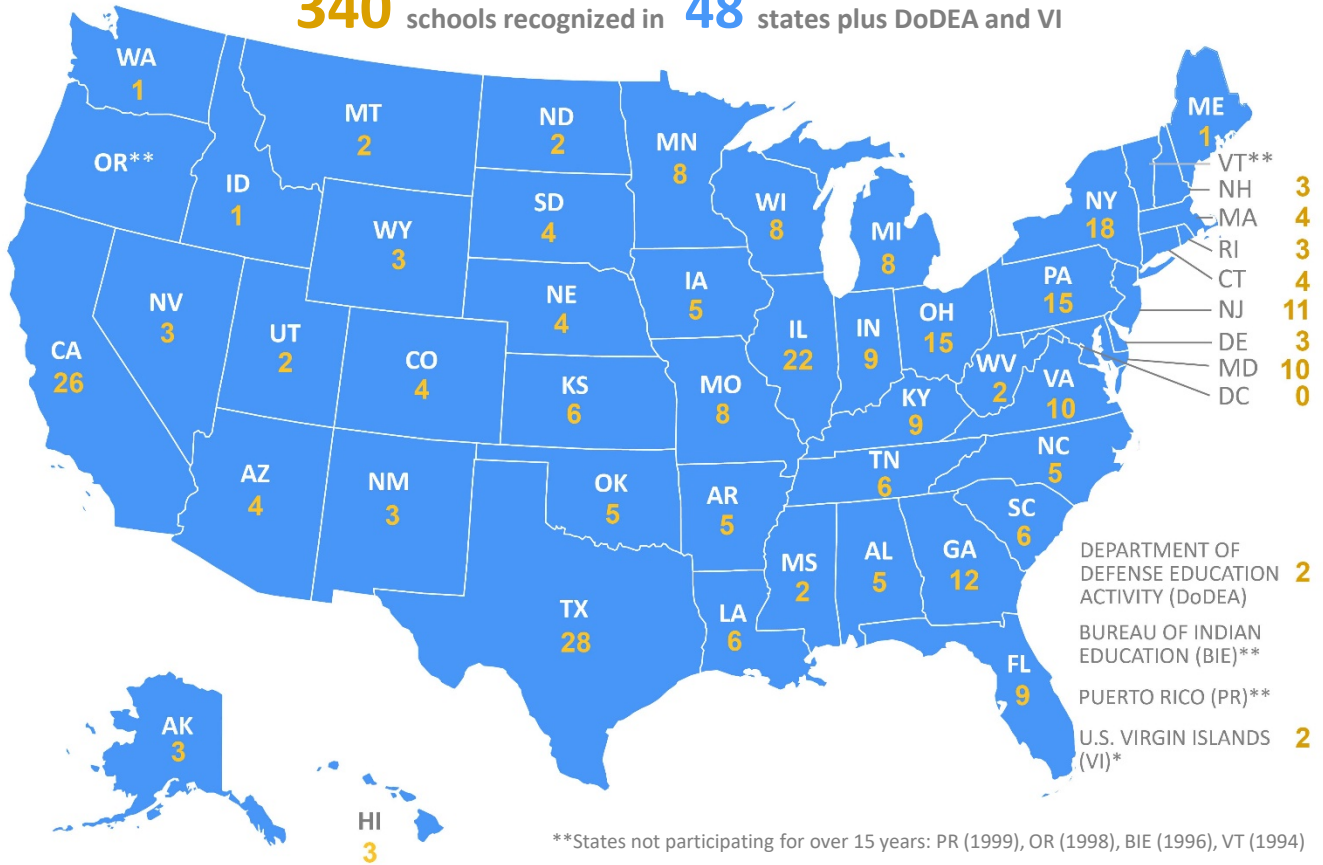 340 schools recognized in 48 states plus DoDEA and VI
WA
1
OR**
ID
1
MT
2
ND
2
MN
8
SD
4
WY
3
WI
8
MI
8
NY
18
ME
1
VT**
NH 3
MA 4
RI 3
CT 4
NJ 11
DE 3
MD 10
DC 0
CA
26
NV
3
UT
2
CO
4
NE
4
IA
5
IL
22
IN
9
OH
15
PA
15
KS
6
MO
8
KY
9
WV
2
VA
10
AZ
4
NM
3
OK
5
AR
5
TN
6
NC
5
SC
6
MS
2
AL
5
GA
12
TX
28
LA
6
FL
9
AK
3
HI
3
DEPARTMENT OF
DEFENSE EDUCATION 2
ACTIVITY (DoDEA)
BUREAU OF INDIAN
EDUCATION (BIE)**
PUERTO RICO (PR)**
U.S. VIRGIN ISLANDS 2
(VI)*
**States not participating for over 15 years: PR (1999), OR (1998), BIE (1996), VT (1994)